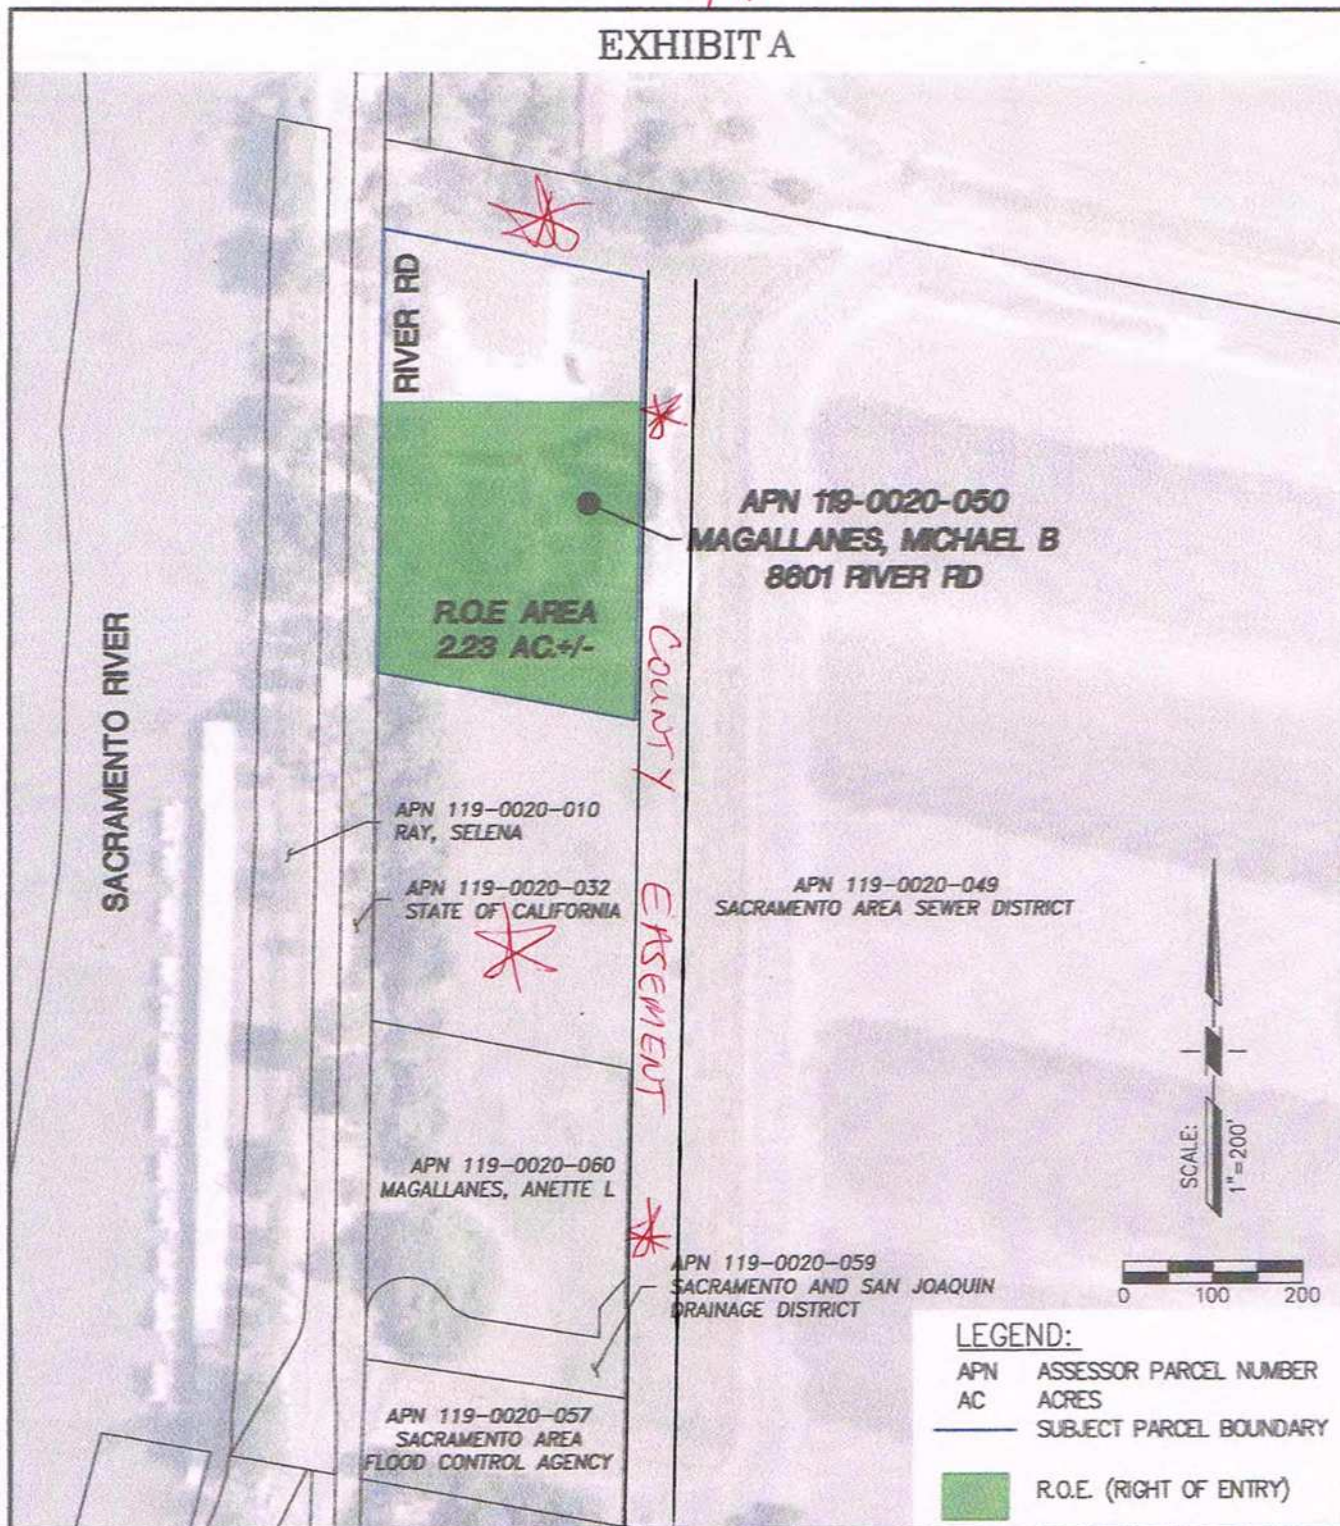 EXHIBIT A
RIVER RD
APN 119-0020-050
MAGALLANES, MICHAEL B
8601 RIVER RD
R.O.E AREA
2.23 AC.+/-
SACRAMENTO RIVER
COUNTY EASEMENT
APN 119-0020-010
RAY, SELENA
APN 119-0020-032
STATE OF CALIFORNIA
APN 119-0020-049
SACRAMENTO AREA SEWER DISTRICT
APN 119-0020-060
MAGALLANES, ANETTE L
APN 119-0020-059
SACRAMENTO AND SAN JOAQUIN
DRAINAGE DISTRICT
APN 119-0020-057
SACRAMENTO AREA
FLOOD CONTROL AGENCY
SCALE:
1"=200'
0 100 200
LEGEND:
APN ASSESSOR PARCEL NUMBER
AC ACRES
SUBJECT PARCEL BOUNDARY
R.O.E. (RIGHT OF ENTRY)